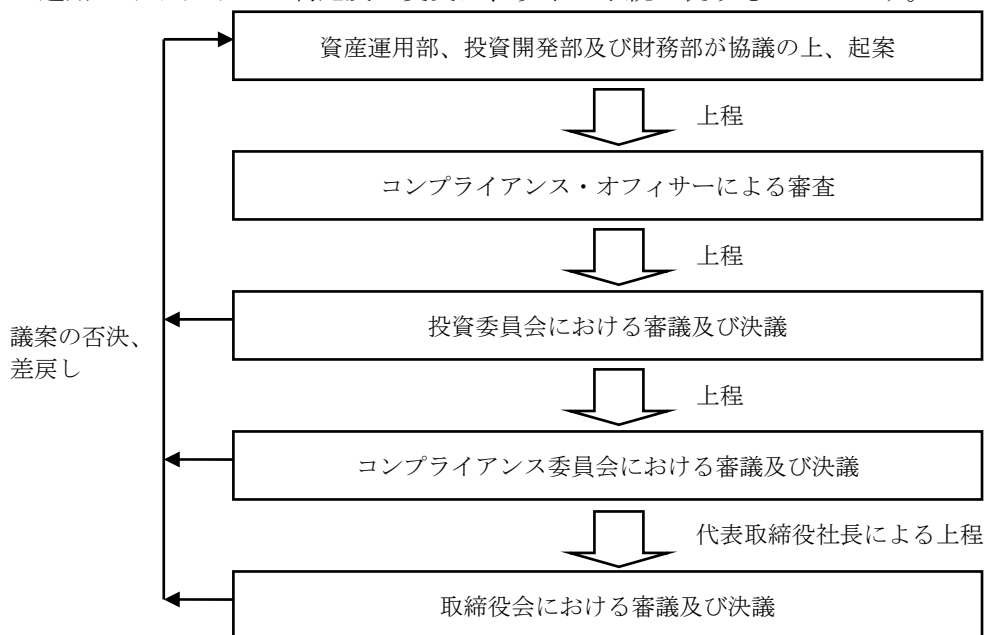 資産運用部、投資開発部及び財務部が協議の上、起案
上程
コンプライアンス・オフィサーによる審査
上程
投資委員会における審議及び決議
議案の否決、
差戻し
上程
コンプライアンス委員会における審議及び決議
代表取締役社長による上程
取締役会における審議及び決議